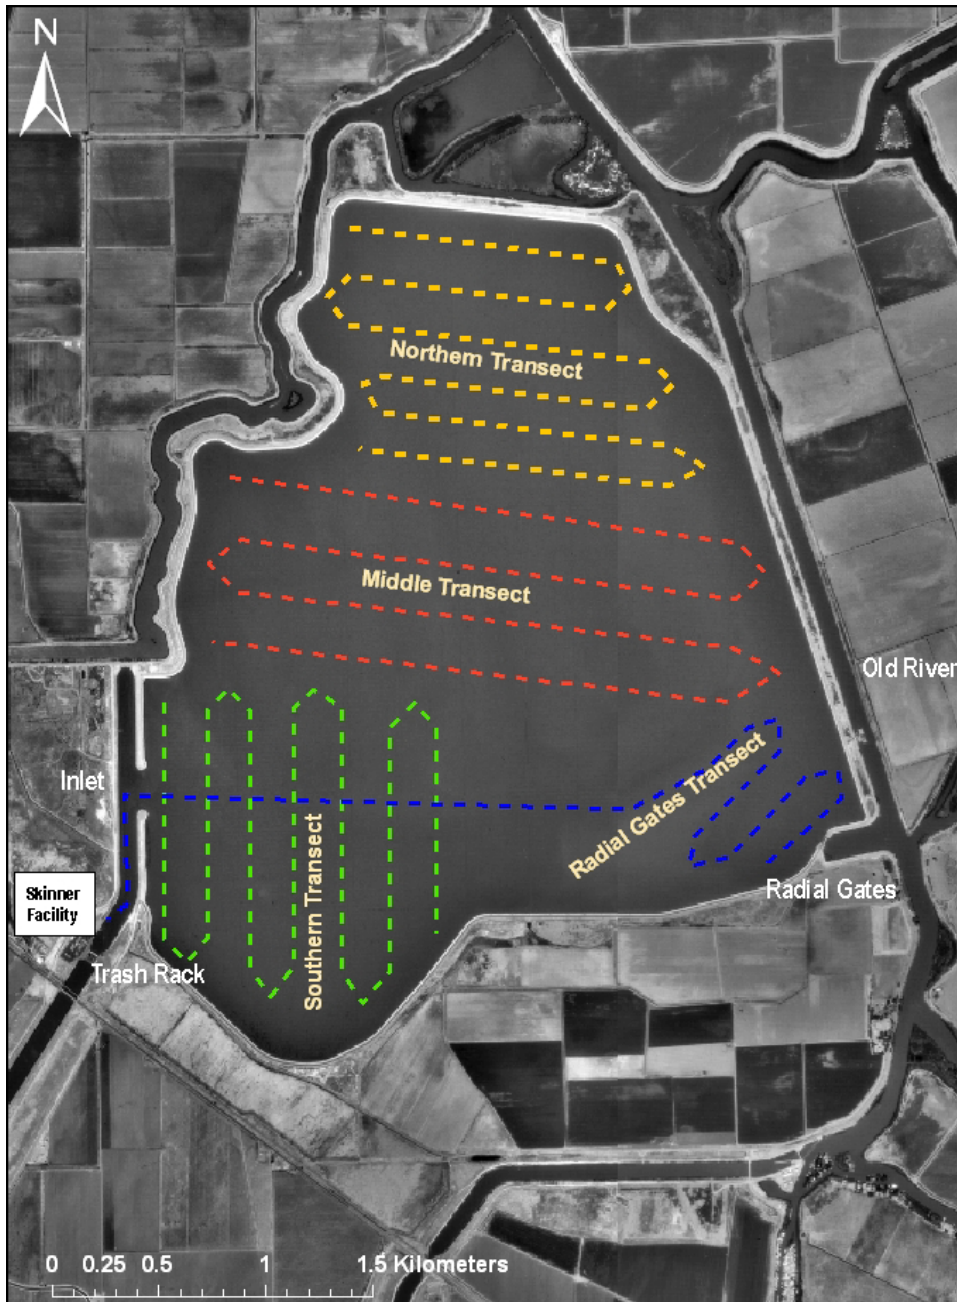 N
Northern Transect
Middle Transect
Old River
Inlet
Radial Gates Transect
Southern Transect
Skinner
Facility
Radial Gates
Trash Rack
0 0.25 0.5 1 1.5 Kilometers